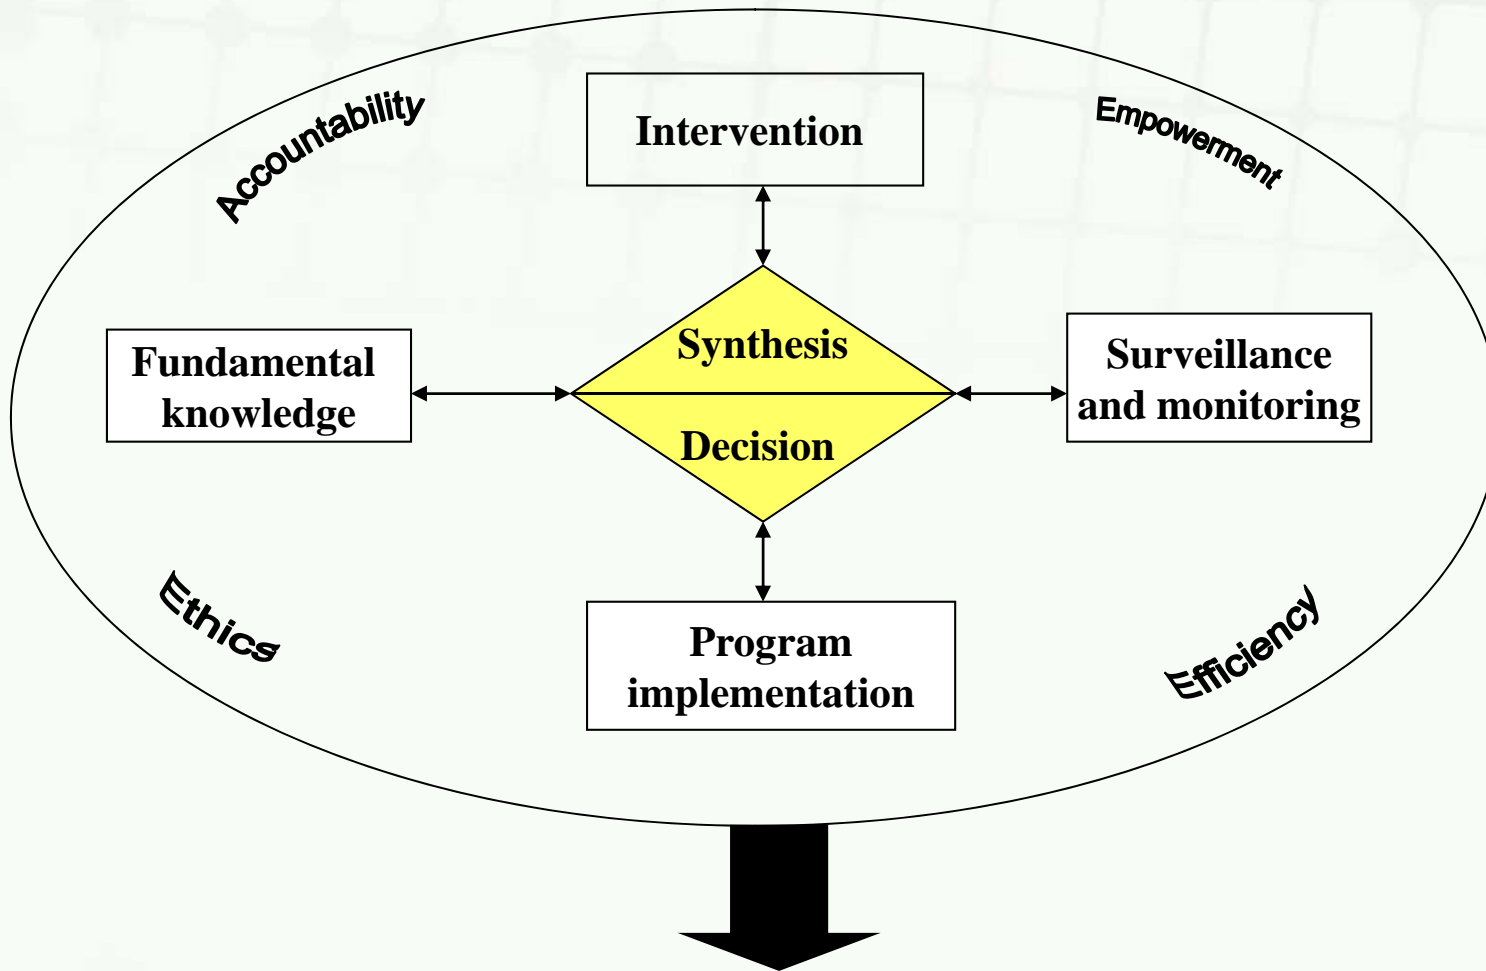 Accountability
Empowerment
Intervention
Synthesis
Fundamental
knowledge
Surveillance
and monitoring
Decision
Ethics
Efficiency
Program
implementation